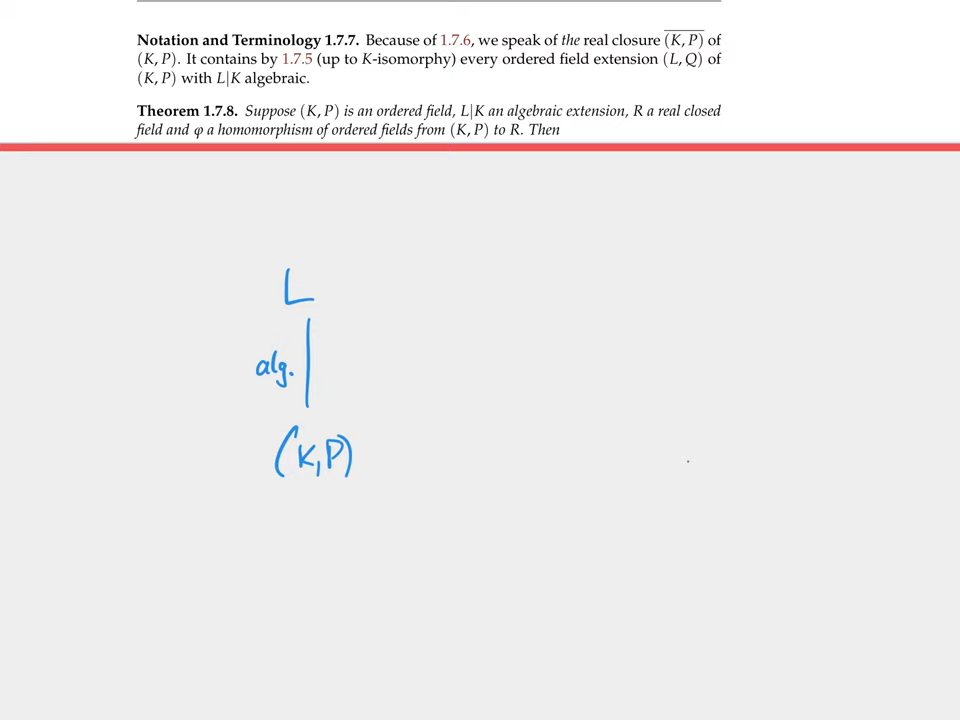 Notation and Terminology 1.7.7. Because of 1.7.6, we speak of the real closure $\overline{(K, P)}$ of
(K, P). It contains by 1.7.5 (up to K-isomorphy) every ordered field extension (L, Q) of
(K, P) with L|K algebraic.
Theorem 1.7.8. Suppose (K, P) is an ordered field, L|K an algebraic extension, R a real closed
field and φ a homomorphism of ordered fields from (K, P) to R. Then
L
alg.
(K, P)